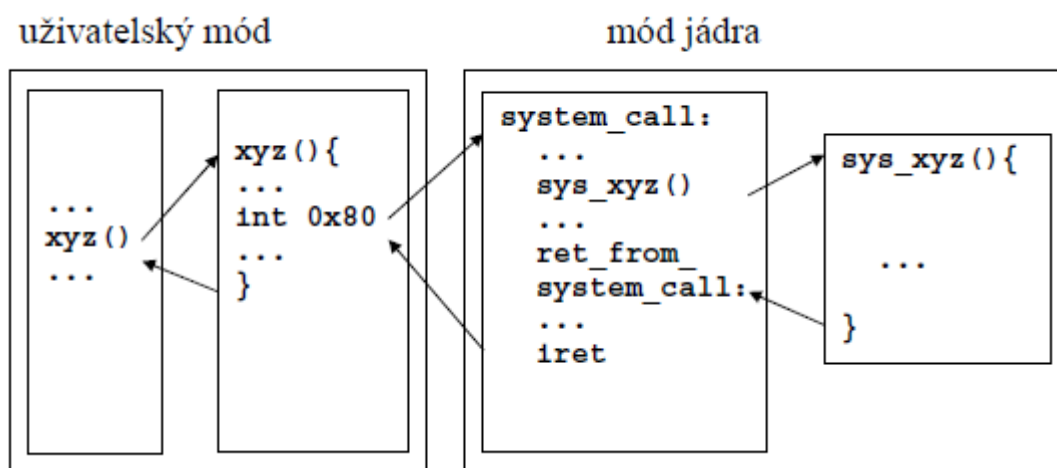 uživatelský mód
mód jádra
...
xyz()
...
xyz(){
...
int 0x80
...
}
system_call:
...
sys_xyz()
...
ret_from_
system_call:
...
iret
sys_xyz(){
...
}